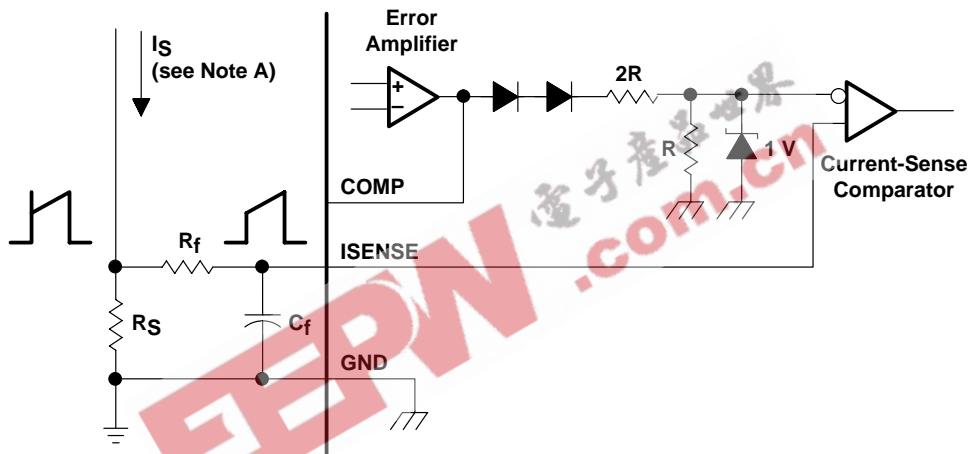 Error
Amplifier
IS
(see Note A)
+
−
2R
R
1 V
Current-Sense
Comparator
COMP
Rf
ISENSE
RS
Cf
GND
電子產品世界
EEPW
.com.cn